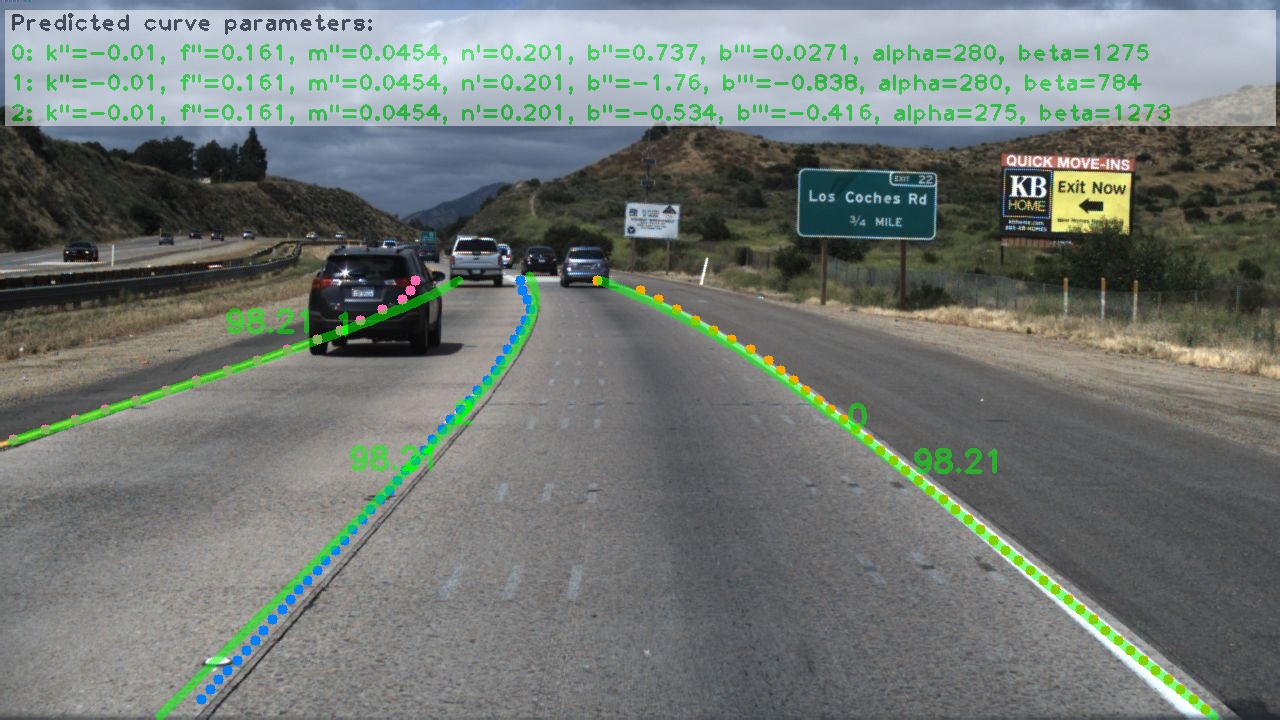 Predicted curve parameters:
0: k''=-0.01, f''=0.161, m''=0.0454, n'=0.201, b''=0.737, b'''=0.0271, alpha=280, beta=1275
1: k''=-0.01, f''=0.161, m''=0.0454, n'=0.201, b''=-1.76, b'''=-0.838, alpha=280, beta=784
2: k''=-0.01, f''=0.161, m''=0.0454, n'=0.201, b''=-0.534, b'''=-0.416, alpha=275, beta=1273
QUICK MOVE-INS
KB
HOME
Exit Now
EXIT 22
Los Coches Rd
3/4 MILE
98.21
1
2
0
98.21
98.21